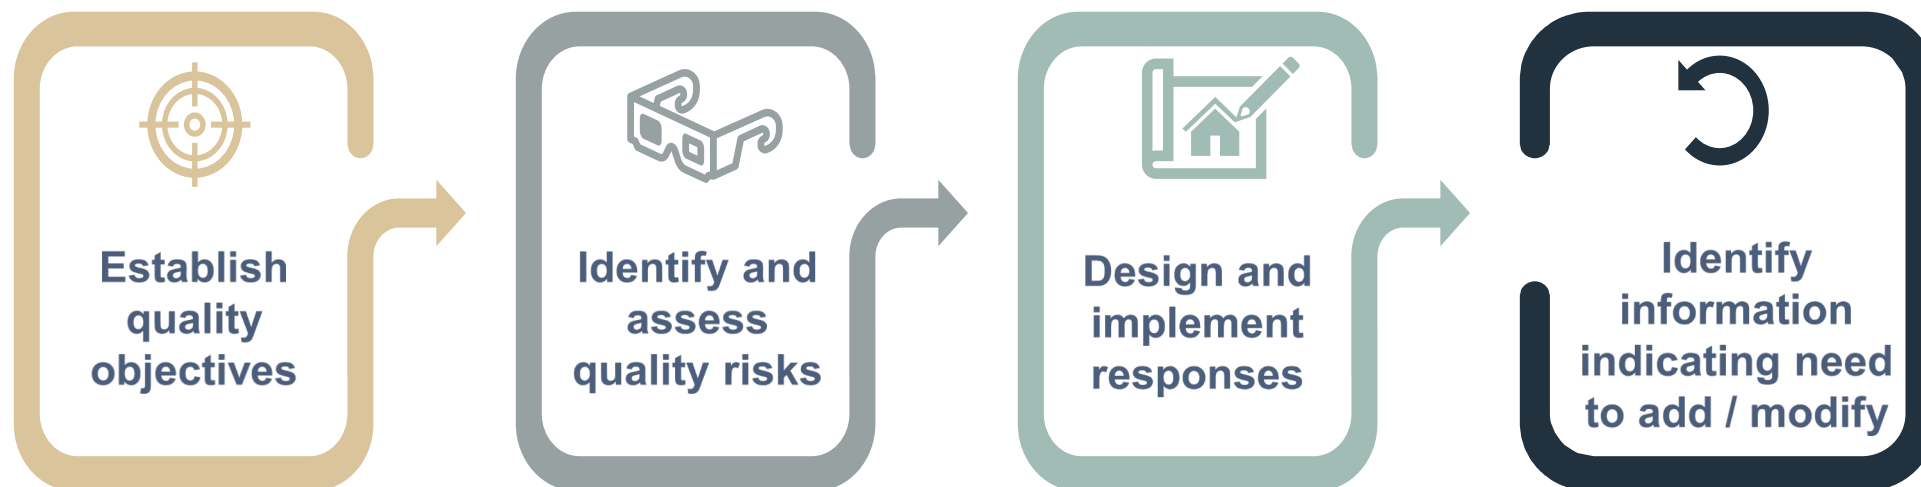 Establish
quality
objectives
Identify and
assess
quality risks
Design and
implement
responses
Identify
information
indicating need
to add / modify